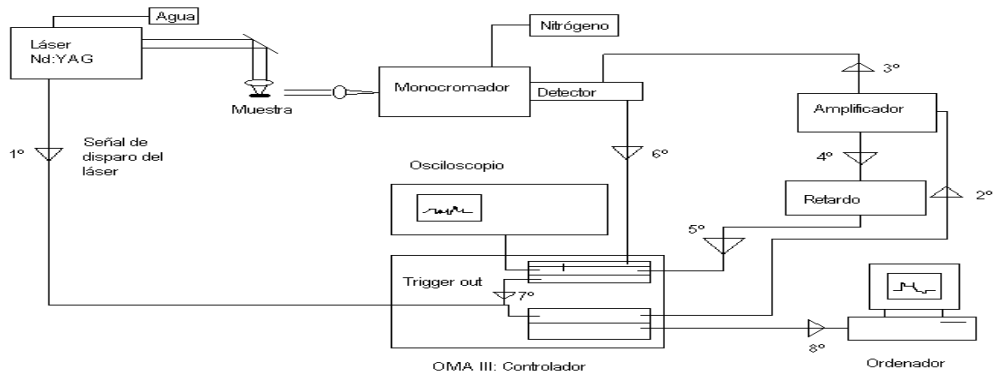 Agua
Láser
Nd:YAG
Nitrógeno
Monocromador
Detector
Muestra
3º
Amplificador
1º
Señal de
disparo del
láser
6º
4º
2º
Osciloscopio
Retardo
5º
Trigger out
7º
8º
Ordenador
OMA III: Controlador